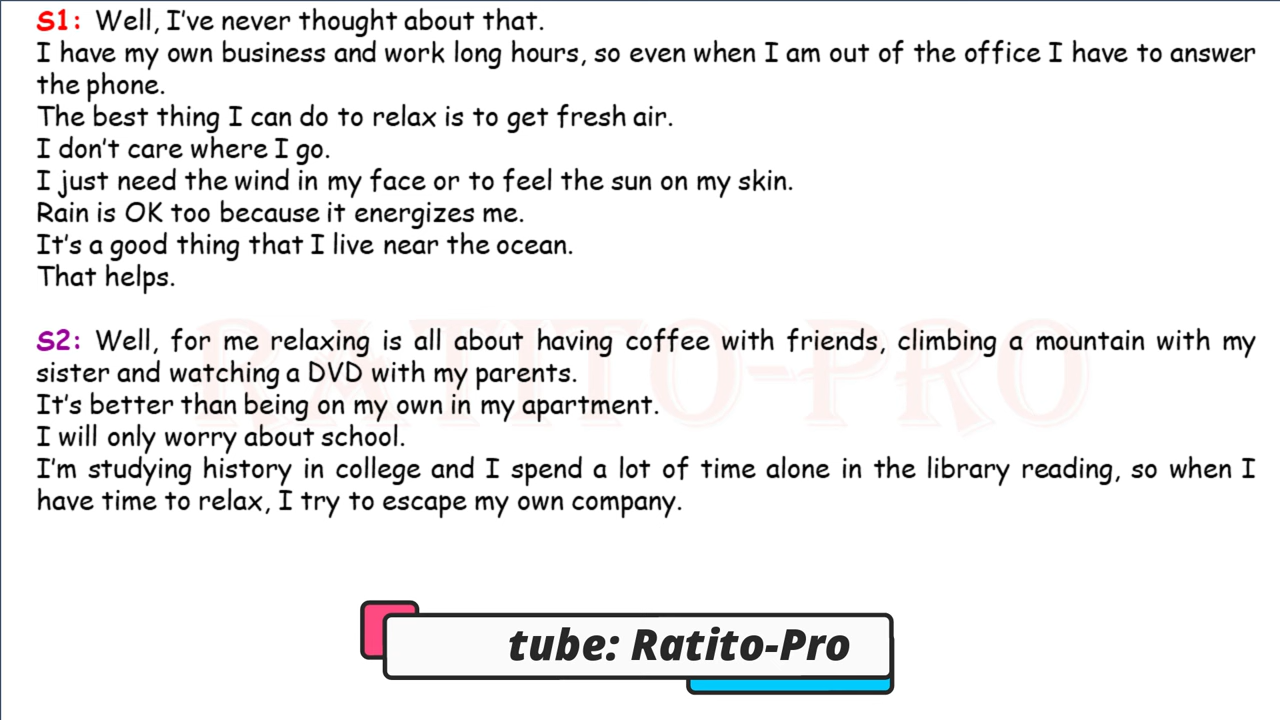 S1: Well, I've never thought about that.
I have my own business and work long hours, so even when I am out of the office I have to answer
the phone.
The best thing I can do to relax is to get fresh air.
I don't care where I go.
I just need the wind in my face or to feel the sun on my skin.
Rain is OK too because it energizes me.
It's a good thing that I live near the ocean.
That helps.
S2: Well, for me relaxing is all about having coffee with friends, climbing a mountain with my
sister and watching a DVD with my parents.
RATITO-PRO
It's better than being on my own in my apartment.
I will only worry about school.
I'm studying history in college and I spend a lot of time alone in the library reading, so when I
have time to relax, I try to escape my own company.
tube: Ratito-Pro